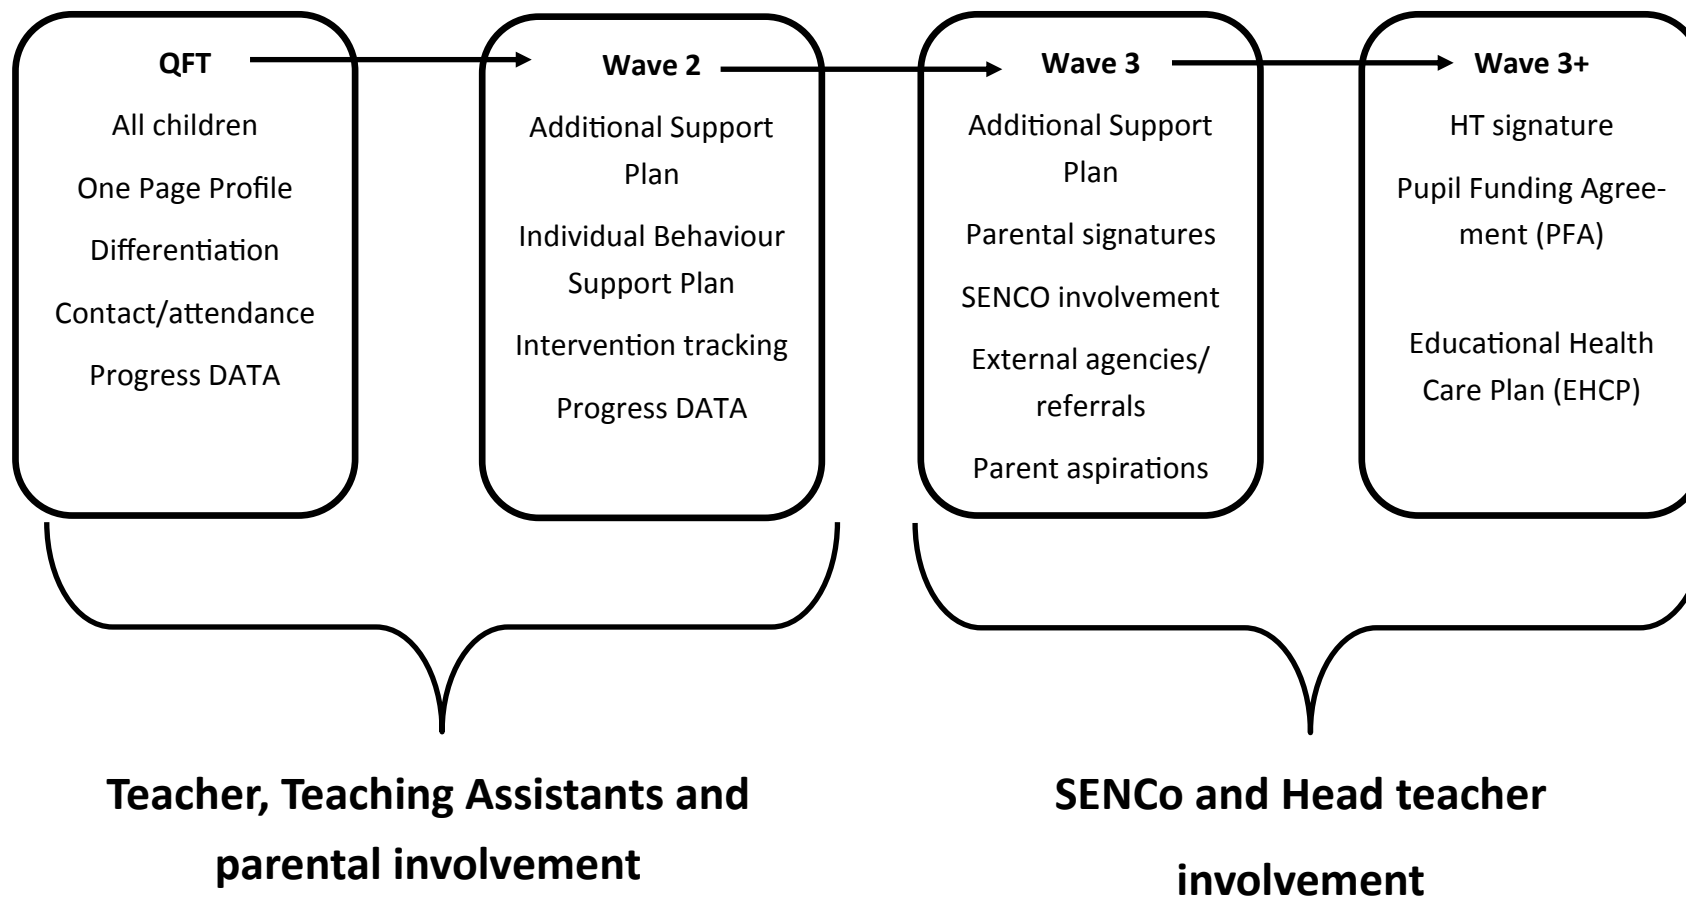 QFT
All children
One Page Profile
Differentiation
Contact/attendance
Progress DATA
Wave 2
Additional Support
Plan
Individual Behaviour
Support Plan
Intervention tracking
Progress DATA
Wave 3
Additional Support
Plan
Parental signatures
SENCO involvement
External agencies/
referrals
Parent aspirations
Wave 3+
HT signature
Pupil Funding Agree-
ment (PFA)
Educational Health
Care Plan (EHCP)
Teacher, Teaching Assistants and
parental involvement
SENCo and Head teacher
involvement